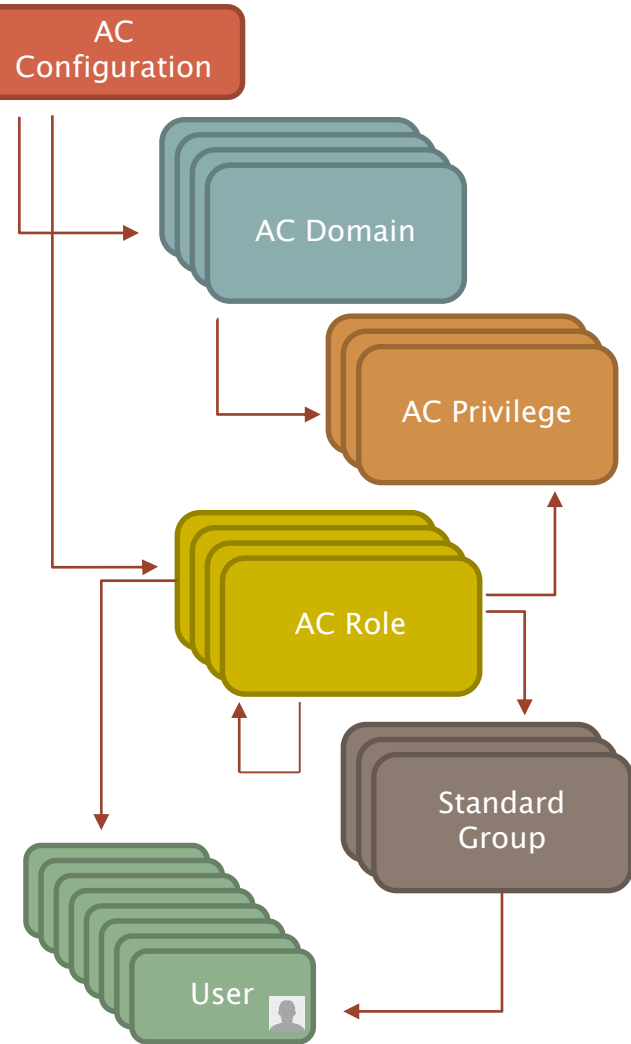 AC
Configuration
AC Domain
AC Privilege
AC Role
Standard
Group
User